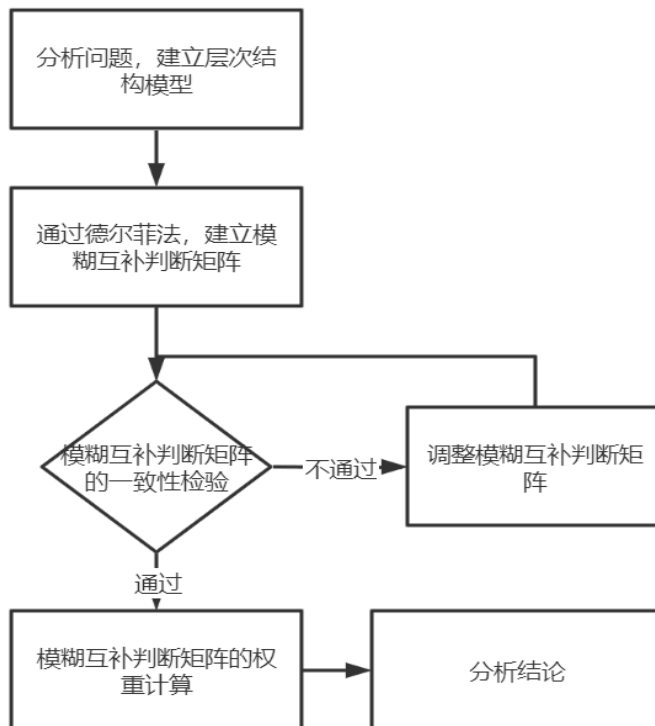 分析问题，建立层次结
构模型
通过德尔菲法，建立模
糊互补判断矩阵
模糊互补判断矩阵
的一致性检验
不通过
调整模糊互补判断矩
阵
通过
模糊互补判断矩阵的权
重计算
分析结论